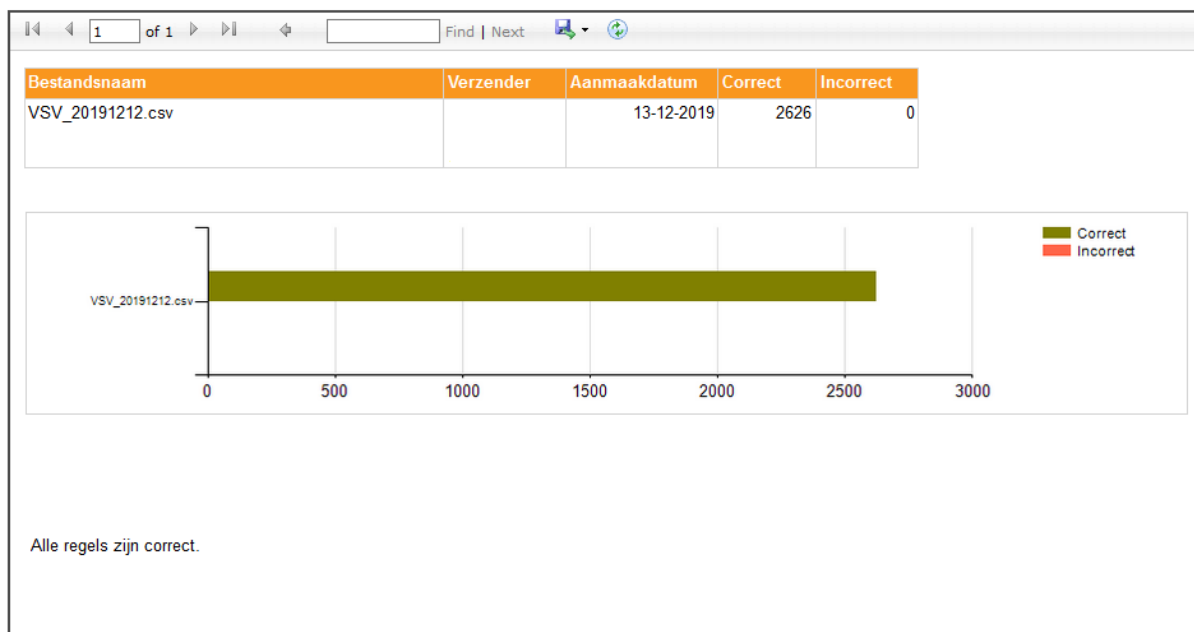 1 of 1 Find | Next
Bestandsnaam Verzender Aanmaakdatum Correct Incorrect
VSV_20191212.csv 13-12-2019 2626 0
Correct
Incorrect
VSV_20191212.csv
0 500 1000 1500 2000 2500 3000
Alle regels zijn correct.